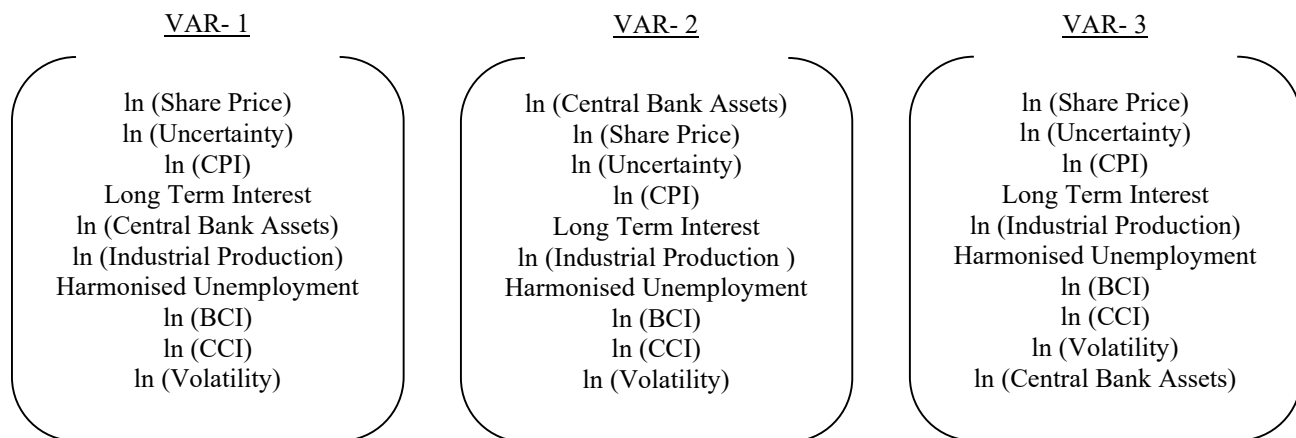 VAR- 1
ln (Share Price)
ln (Uncertainty)
ln (CPI)
Long Term Interest
ln (Central Bank Assets)
ln (Industrial Production)
Harmonised Unemployment
ln (BCI)
ln (CCI)
ln (Volatility)
VAR- 2
ln (Central Bank Assets)
ln (Share Price)
ln (Uncertainty)
ln (CPI)
Long Term Interest
ln (Industrial Production )
Harmonised Unemployment
ln (BCI)
ln (CCI)
ln (Volatility)
VAR- 3
ln (Share Price)
ln (Uncertainty)
ln (CPI)
Long Term Interest
ln (Industrial Production)
Harmonised Unemployment
ln (BCI)
ln (CCI)
ln (Volatility)
ln (Central Bank Assets)